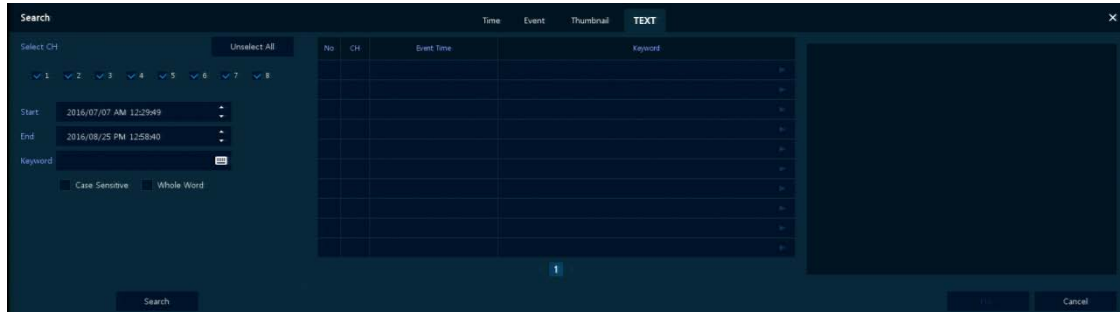 Search
Time Event Thumbnail TEXT
Select CH Unselect All
1 2 3 4 5 6 7 8
Start 2016/07/07 AM 12:29:49
End 2016/08/25 PM 12:58:40
Keyword
Case Sensitive Whole Word
No CH Event Time Keyword
1
Search
Cancel